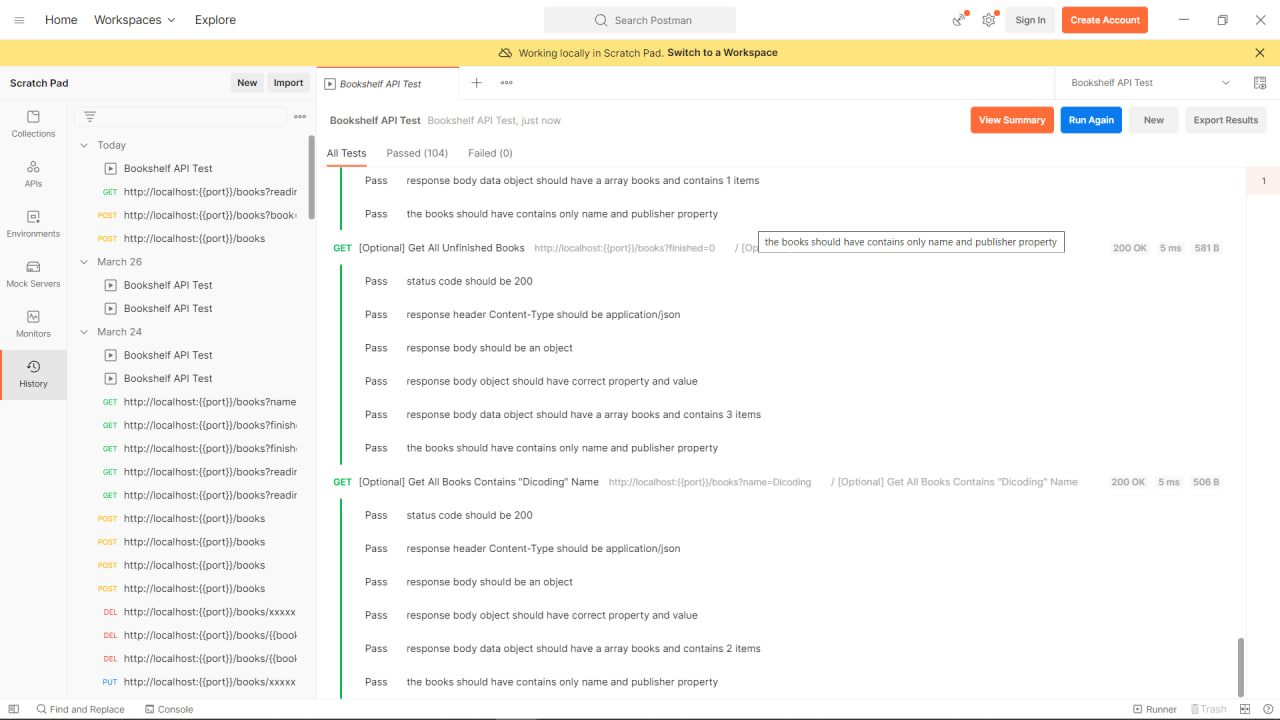 Home Workspaces Explore Search Postman Sign In Create Account
Working locally in Scratch Pad. Switch to a Workspace
Scratch Pad New Import
Bookshelf API Test
Bookshelf API Test
Collections
APIs
Environments
Mock Servers
Monitors
History
Today
Bookshelf API Test
GET http://localhost:{{port}}/books?readin
POST http://localhost:{{port}}/books?book=
POST http://localhost:{{port}}/books
March 26
Bookshelf API Test
Bookshelf API Test
March 24
Bookshelf API Test
Bookshelf API Test
GET http://localhost:{{port}}/books?name
GET http://localhost:{{port}}/books?finish
GET http://localhost:{{port}}/books?finish
GET http://localhost:{{port}}/books?readin
GET http://localhost:{{port}}/books?readin
POST http://localhost:{{port}}/books
POST http://localhost:{{port}}/books
POST http://localhost:{{port}}/books
POST http://localhost:{{port}}/books
DEL http://localhost:{{port}}/books/xxxxx
DEL http://localhost:{{port}}/books/{{book
DEL http://localhost:{{port}}/books/{{book
PUT http://localhost:{{port}}/books/xxxxx
Bookshelf API Test Bookshelf API Test, just now View Summary Run Again New Export Results
All Tests Passed (104) Failed (0)
Pass response body data object should have a array books and contains 1 items 1
Pass the books should have contains only name and publisher property
GET [Optional] Get All Unfinished Books http://localhost:{{port}}/books?finished=0 / [Op 200 OK 5 ms 581 B
the books should have contains only name and publisher property
Pass status code should be 200
Pass response header Content-Type should be application/json
Pass response body should be an object
Pass response body object should have correct property and value
Pass response body data object should have a array books and contains 3 items
Pass the books should have contains only name and publisher property
GET [Optional] Get All Books Contains "Dicoding" Name http://localhost:{{port}}/books?name=Dicoding / [Optional] Get All Books Contains "Dicoding" Name 200 OK 5 ms 506 B
Pass status code should be 200
Pass response header Content-Type should be application/json
Pass response body should be an object
Pass response body object should have correct property and value
Pass response body data object should have a array books and contains 2 items
Pass the books should have contains only name and publisher property
Find and Replace Console Runner Trash